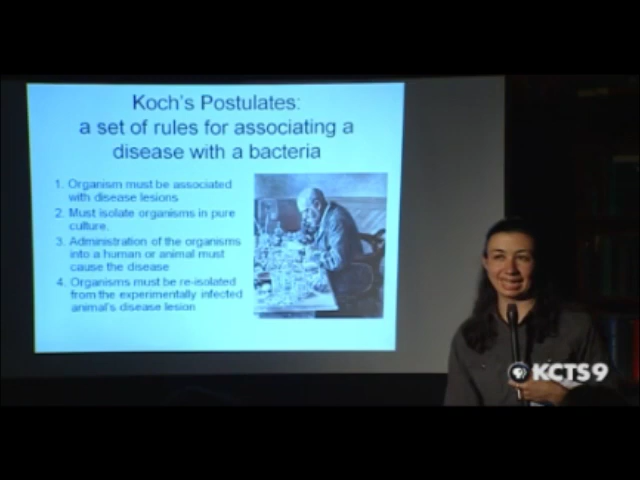 Koch's Postulates:
a set of rules for associating a
disease with a bacteria
1. Organism must be associated
with disease lesions
2. Must isolate organisms in pure
culture.
3. Administration of the organisms
into a human or animal must
cause the disease
4. Organisms must be re-isolated
from the experimentally infected
animal's disease lesion
KCTS9